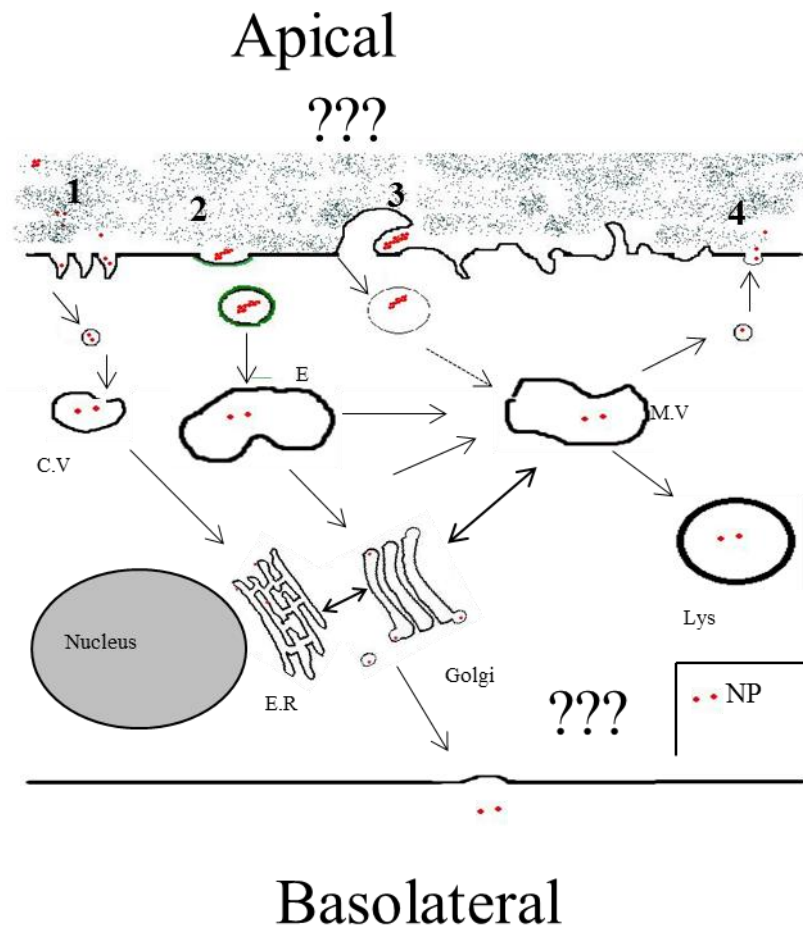 Apical
???
1
2
3
4
E
M.V
C.V
Lys
Nucleus
E.R
Golgi
???
NP
Basolateral